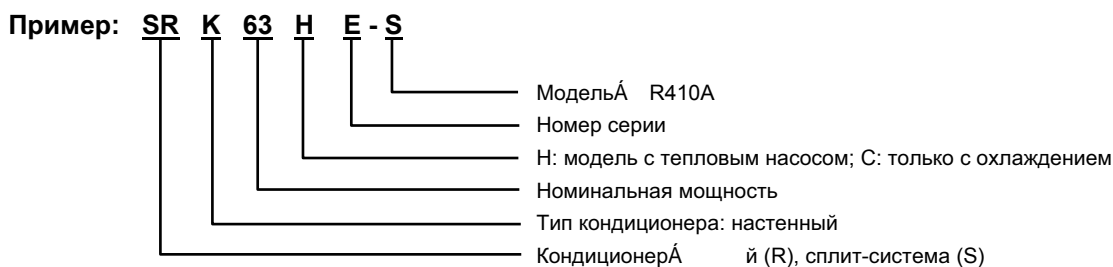 Пример: SR K 63 H E - S
МодельÁ R410A
Номер серии
H: модель с тепловым насосом; C: только с охлаждением
Номинальная мощность
Тип кондиционера: настенный
КондиционерÁ й (R), сплит-система (S)